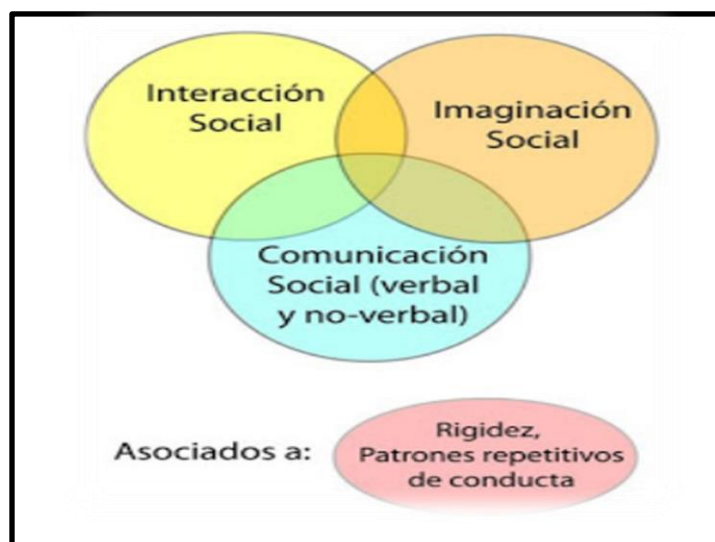 Interacción
Social
Imaginación
Social
Comunicación
Social (verbal
y no-verbal)
Asociados a:
Rigidez,
Patrones repetitivos
de conducta